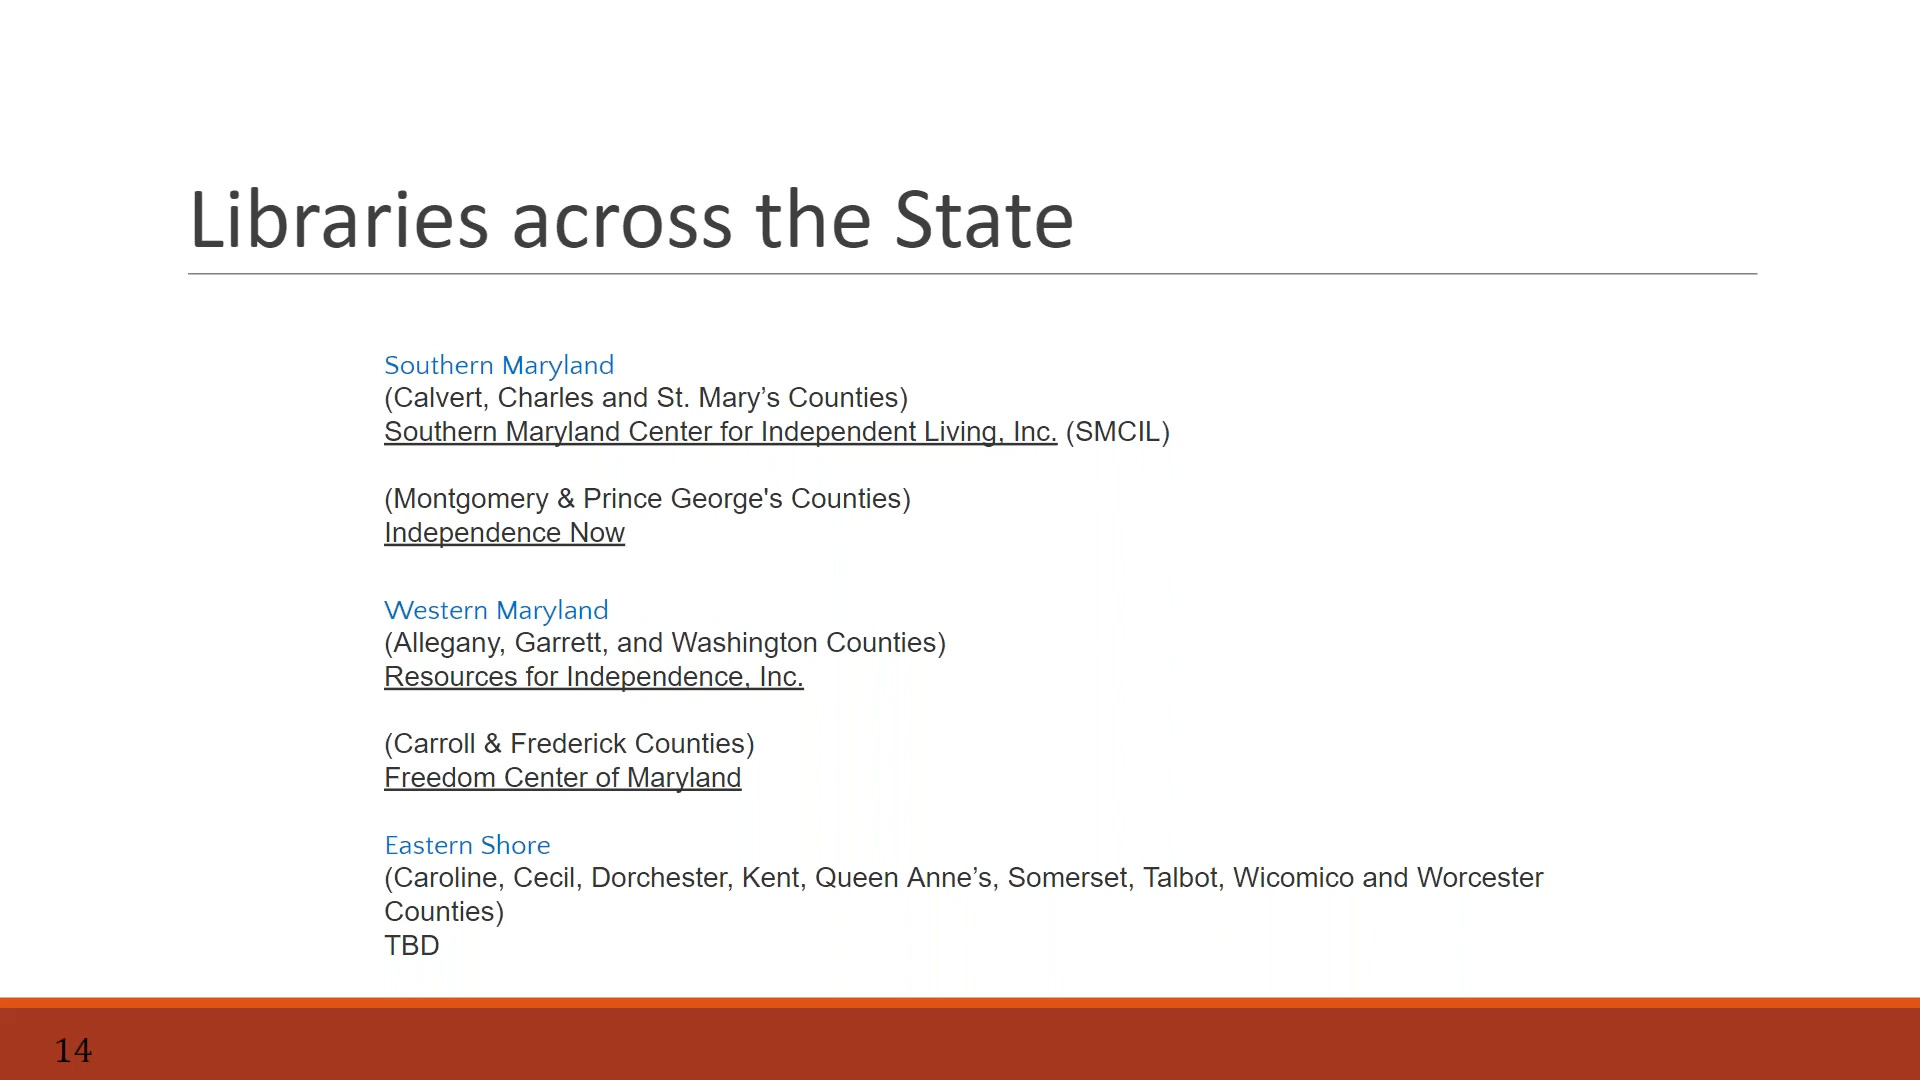 Libraries across the State
Southern Maryland
(Calvert, Charles and St. Mary’s Counties)
Southern Maryland Center for Independent Living, Inc. (SMCIL)
(Montgomery & Prince George's Counties)
Independence Now
Western Maryland
(Allegany, Garrett, and Washington Counties)
Resources for Independence, Inc.
(Carroll & Frederick Counties)
Freedom Center of Maryland
Eastern Shore
(Caroline, Cecil, Dorchester, Kent, Queen Anne’s, Somerset, Talbot, Wicomico and Worcester
Counties)
TBD
14